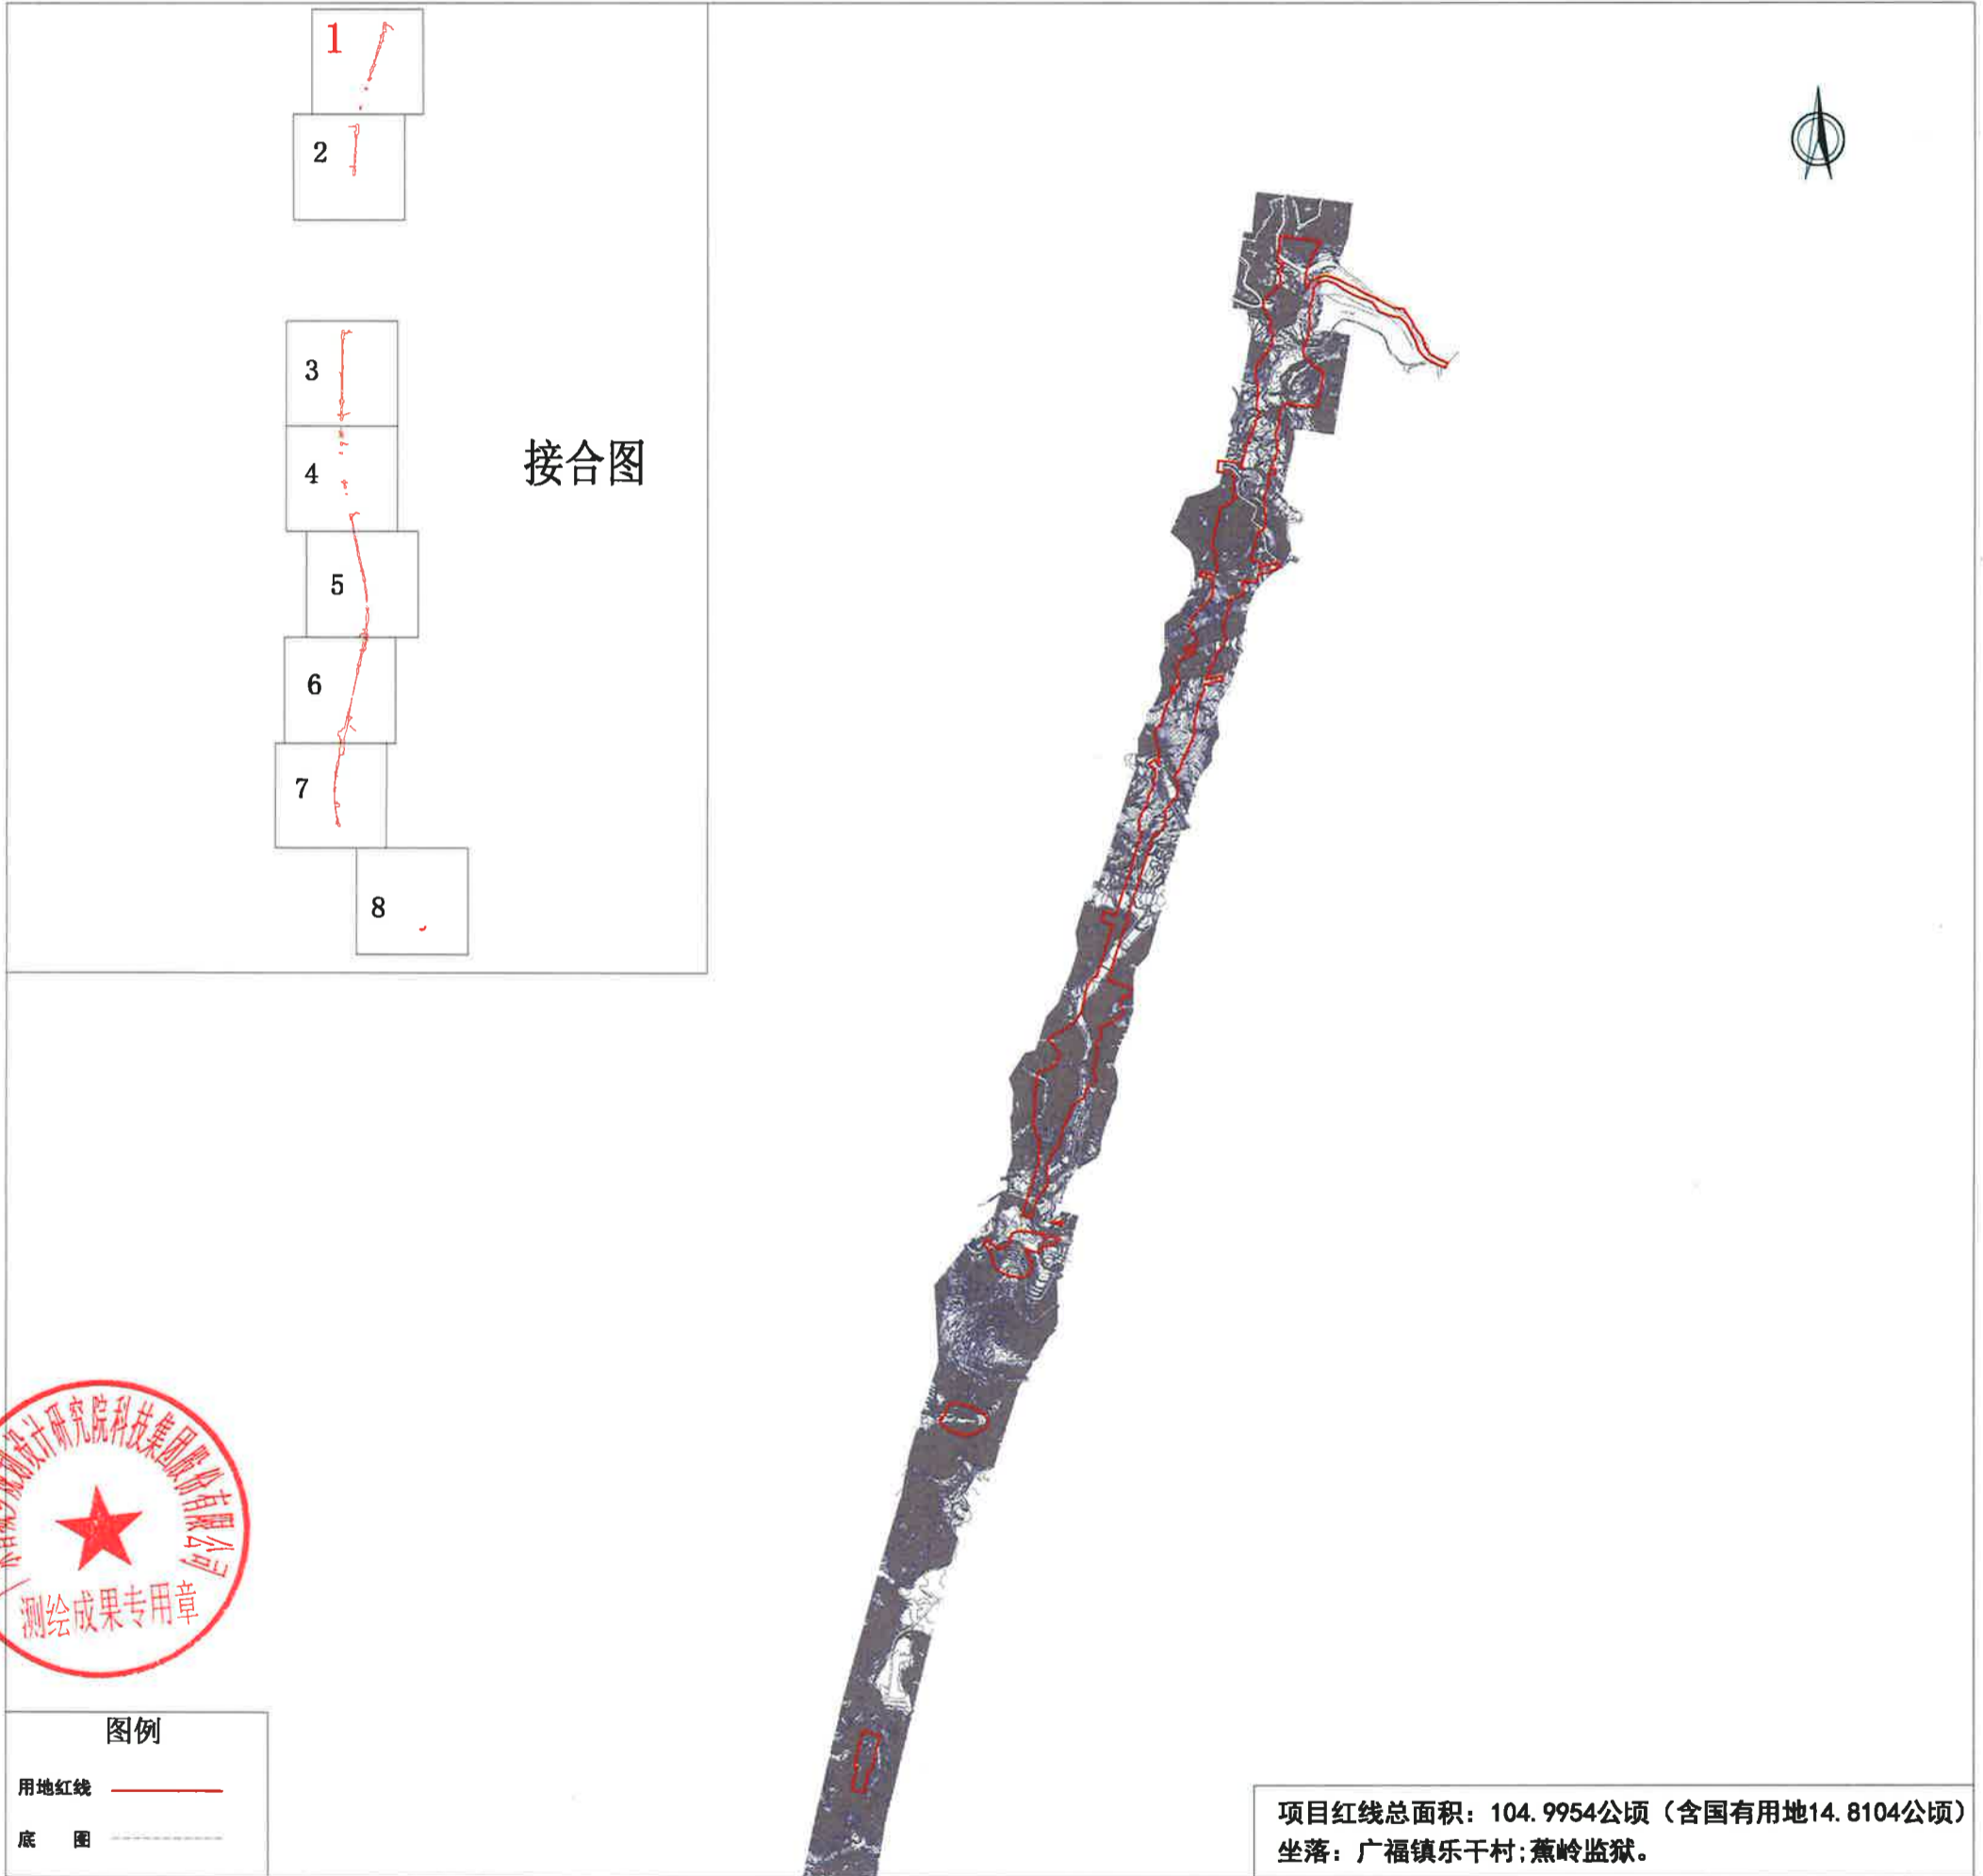 1
2
3
接合图
4
5
6
7
8
设计研究院科技集团股份有限公司
测绘成果专用章
图例
用地红线
底 图
项目红线总面积：104.9954公顷（含国有用地14.8104公顷）
坐落：广福镇乐干村;蕉岭监狱。